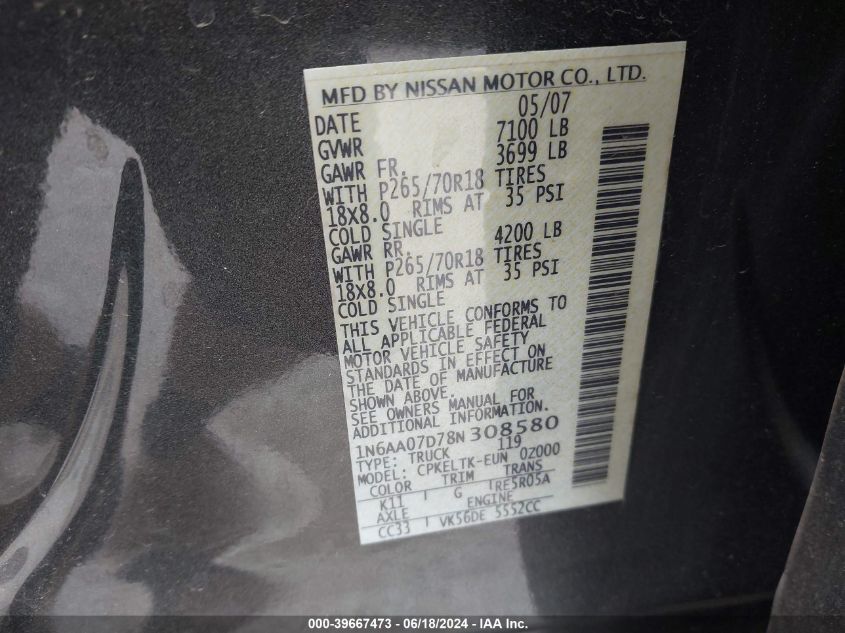 MFD BY NISSAN MOTOR CO., LTD.
DATE 05/07
GVWR 7100 LB
GAWR FR. 3699 LB
WITH P265/70R18 TIRES
18X8.0 RIMS AT 35 PSI
COLD SINGLE
GAWR RR 4200 LB
WITH P265/70R18 TIRES
18X8.0 RIMS AT 35 PSI
COLD SINGLE
THIS VEHICLE CONFORMS TO
ALL APPLICABLE FEDERAL
MOTOR VEHICLE SAFETY
STANDARDS IN EFFECT ON
THE DATE OF MANUFACTURE
SHOWN ABOVE.
SEE OWNERS MANUAL FOR
ADDITIONAL INFORMATION.
1N6AA07D78N308580
TYPE: TRUCK 119
MODEL: CPKELTK-EUN 0Z000
COLOR TRIM TRANS
K11 G RE5R05A
AXLE ENGINE
CC33 VK56DE 5552CC
000-39667473 - 06/18/2024 - IAA Inc.